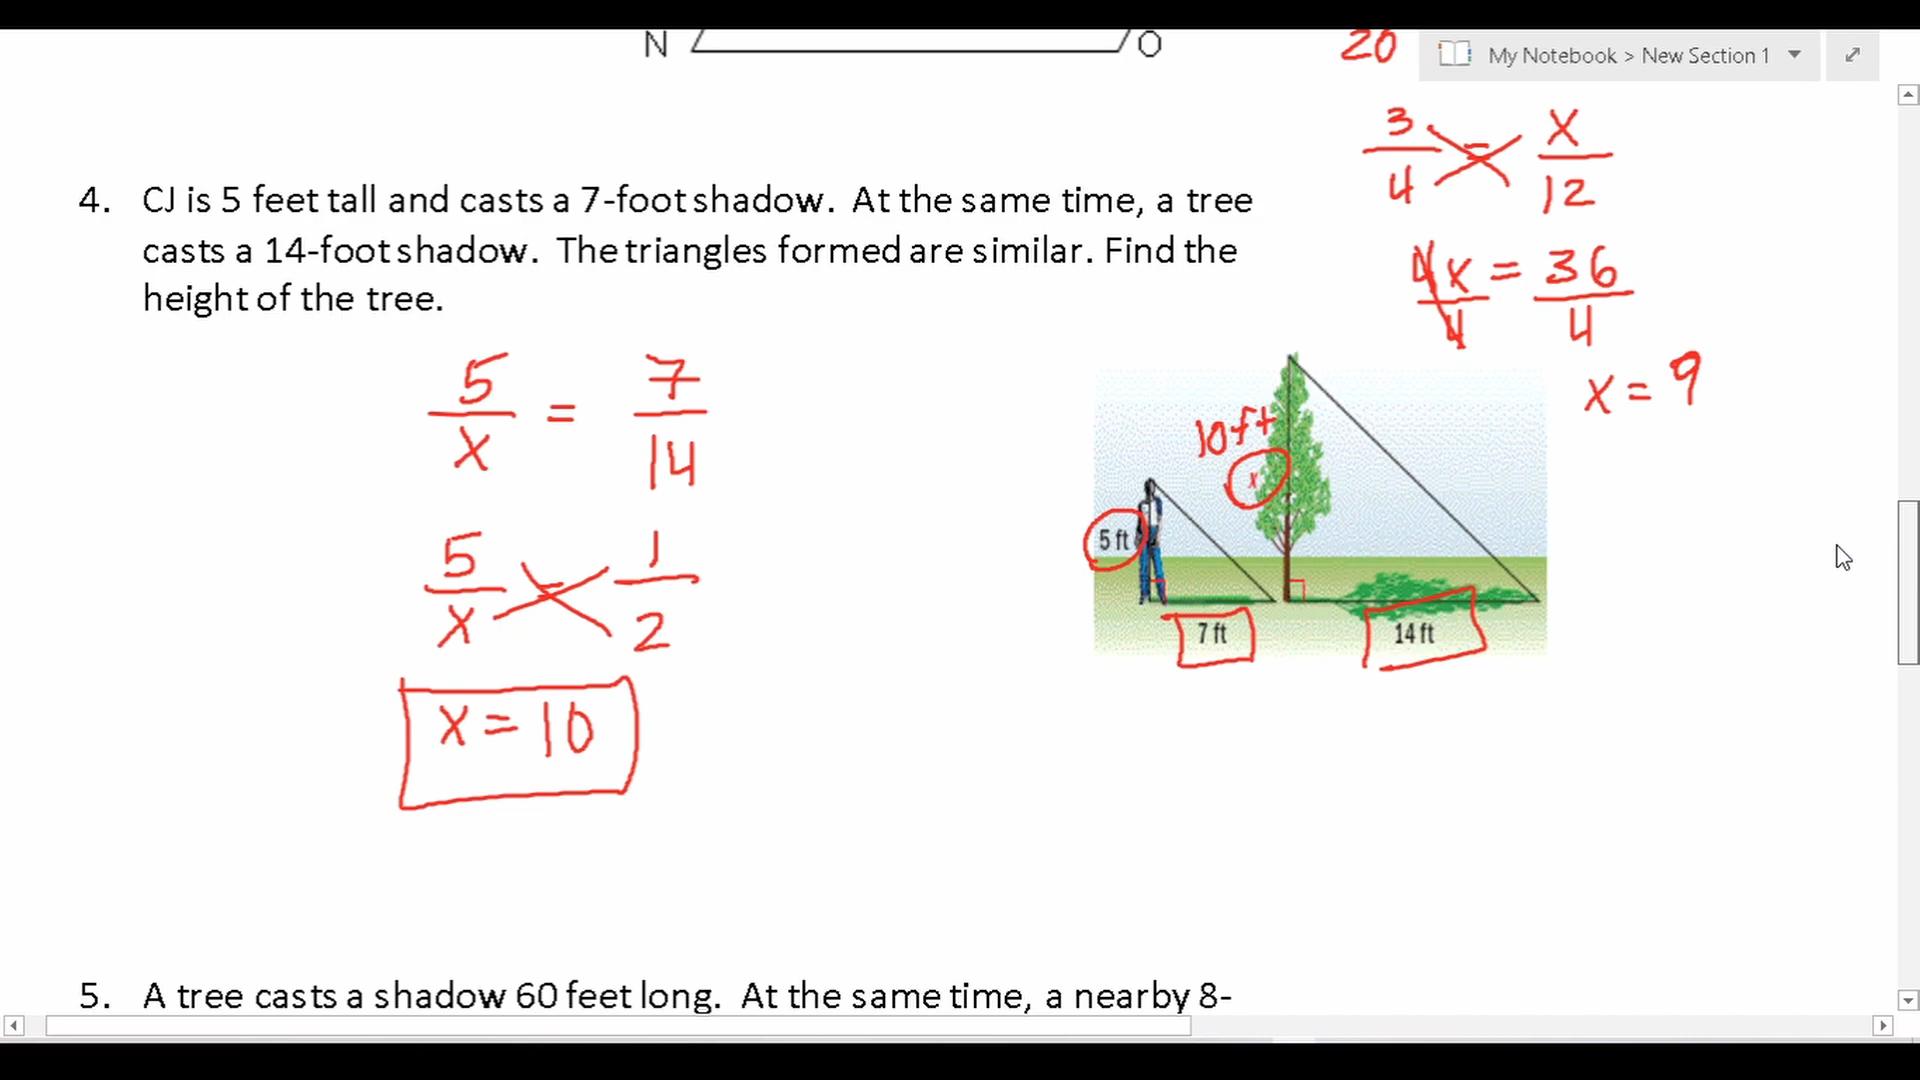 N O
20
My Notebook > New Section 1
3/4 = x/12
4x/4 = 36/4
x = 9
4. CJ is 5 feet tall and casts a 7-foot shadow. At the same time, a tree
casts a 14-foot shadow. The triangles formed are similar. Find the
height of the tree.
5/x = 7/14
5/x = 1/2
x = 10
10ft
x
5 ft
7 ft
14 ft
5. A tree casts a shadow 60 feet long. At the same time, a nearby 8-